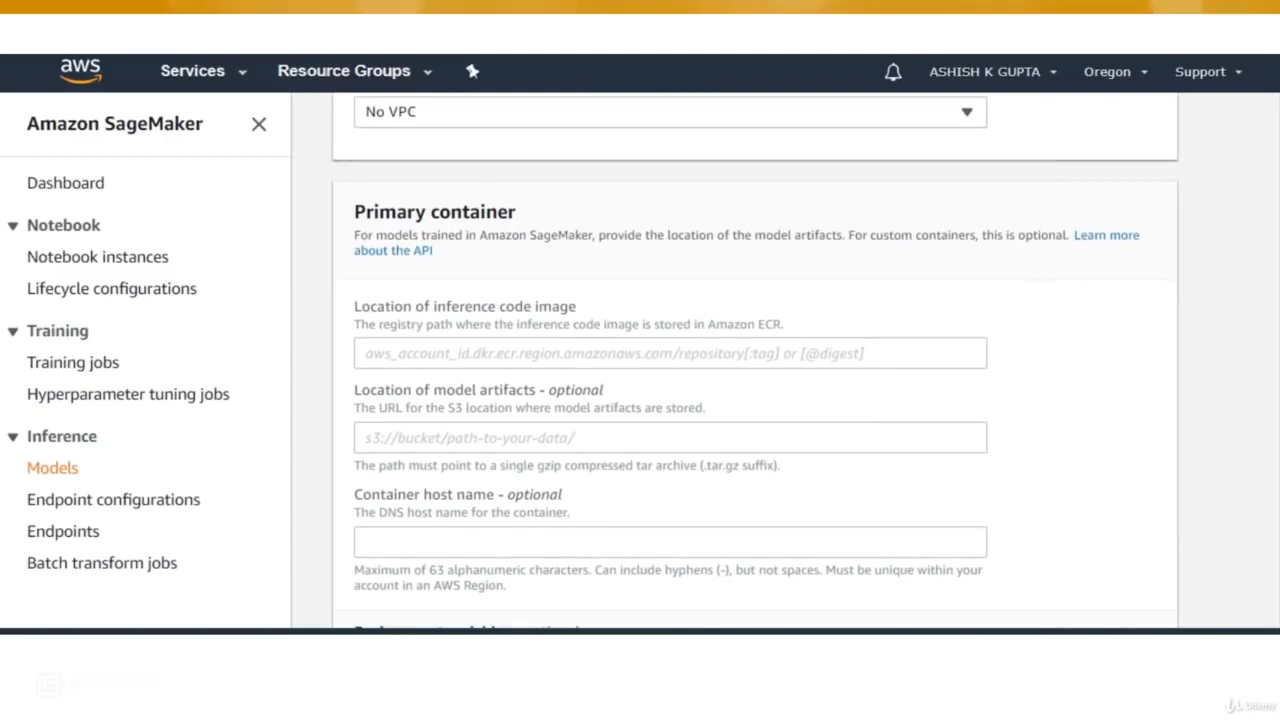 aws
Services
Resource Groups
ASHISH K GUPTA
Oregon
Support
Amazon SageMaker
Dashboard
Notebook
Notebook instances
Lifecycle configurations
Training
Training jobs
Hyperparameter tuning jobs
Inference
Models
Endpoint configurations
Endpoints
Batch transform jobs
No VPC
Primary container
For models trained in Amazon SageMaker, provide the location of the model artifacts. For custom containers, this is optional. Learn more
about the API
Location of inference code image
The registry path where the inference code image is stored in Amazon ECR.
aws_account_id.dkr.ecr.region.amazonaws.com/repository[:tag] or [@digest]
Location of model artifacts - optional
The URL for the S3 location where model artifacts are stored.
s3://bucket/path-to-your-data/
The path must point to a single gzip compressed tar archive (.tar.gz suffix).
Container host name - optional
The DNS host name for the container.
Maximum of 63 alphanumeric characters. Can include hyphens (-), but not spaces. Must be unique within your
account in an AWS Region.
Udemy